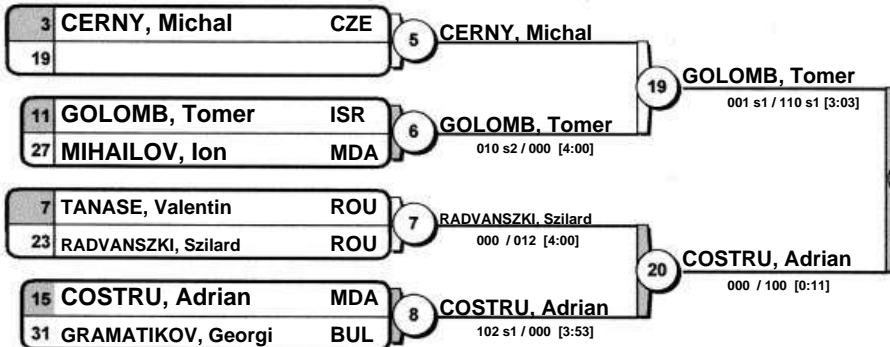 3 CERNY, Michal CZE
19
5 CERNY, Michal
11 GOLOMB, Tomer ISR
27 MIHAILOV, Ion MDA
6 GOLOMB, Tomer
010 s2 / 000 [4:00]
19 GOLOMB, Tomer
001 s1 / 110 s1 [3:03]
7 TANASE, Valentin ROU
23 RADVANSZKI, Szilard ROU
7 RADVANSZKI, Szilard
000 / 012 [4:00]
15 COSTRU, Adrian MDA
31 GRAMATIKOV, Georgi BUL
8 COSTRU, Adrian
102 s1 / 000 [3:53]
20 COSTRU, Adrian
000 / 100 [0:11]